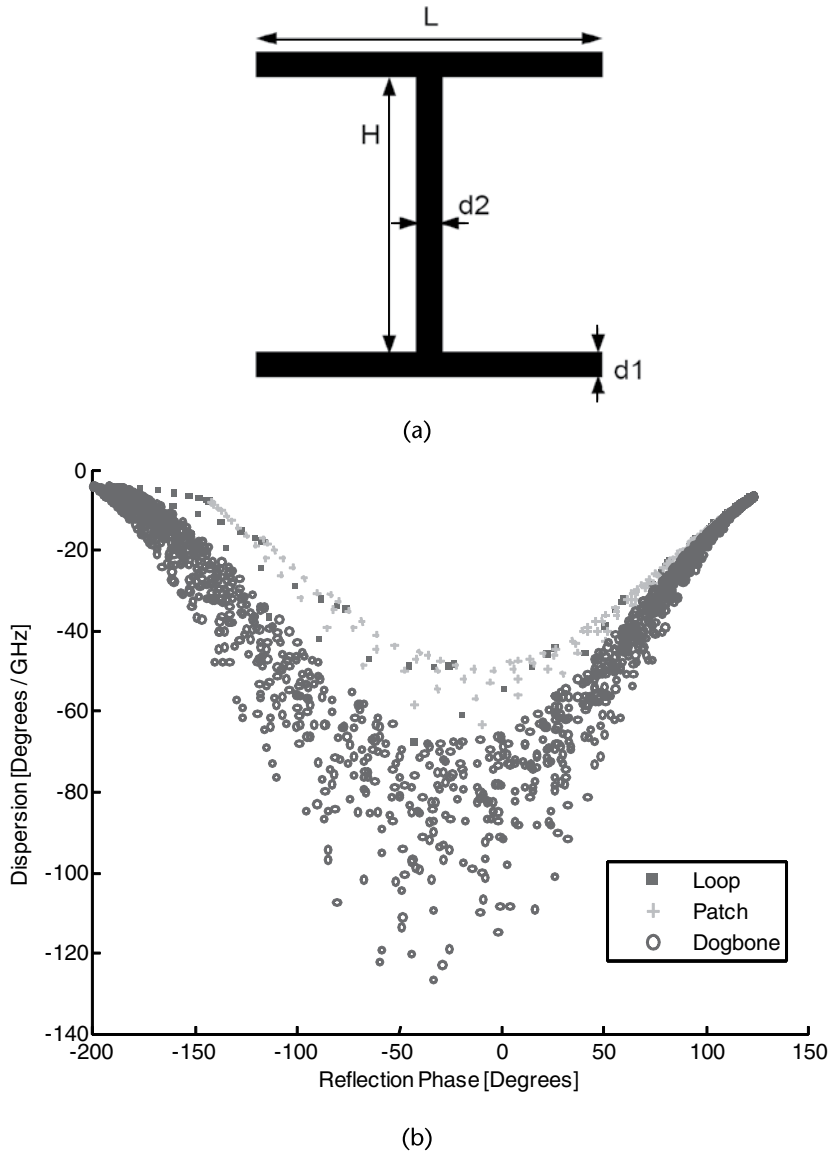 L
H
d2
d1
(a)
0
-20
-40
-60
-80
-100
-120
-140
Dispersion [Degrees / GHz]
Loop
Patch
Dogbone
-200
-150
-100
-50
0
50
100
150
Reflection Phase [Degrees]
(b)